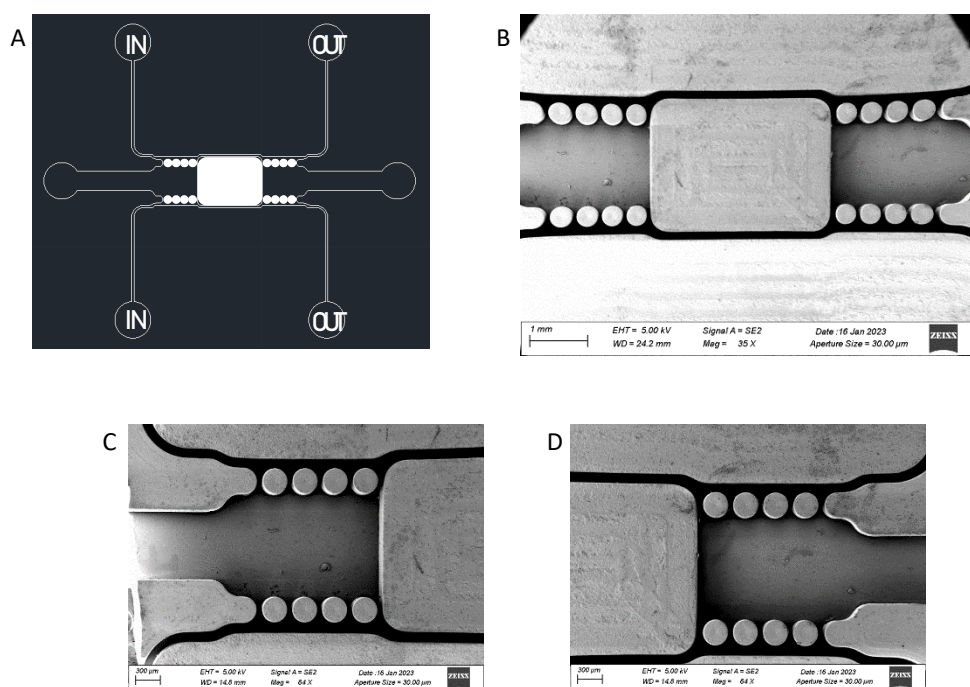 A
IN
OUT
IN
OUT
B
1 mm
EHT = 5.00 kV
WD = 24.2 mm
Signal A = SE2
Mag = 35 X
Date :16 Jan 2023
Aperture Size = 30.00 µm
ZEISS
C
300 µm
EHT = 5.00 kV
WD = 14.8 mm
Signal A = SE2
Mag = 64 X
Date :16 Jan 2023
Aperture Size = 30.00 µm
ZEISS
D
300 µm
EHT = 5.00 kV
WD = 14.8 mm
Signal A = SE2
Mag = 64 X
Date :16 Jan 2023
Aperture Size = 30.00 µm
ZEISS